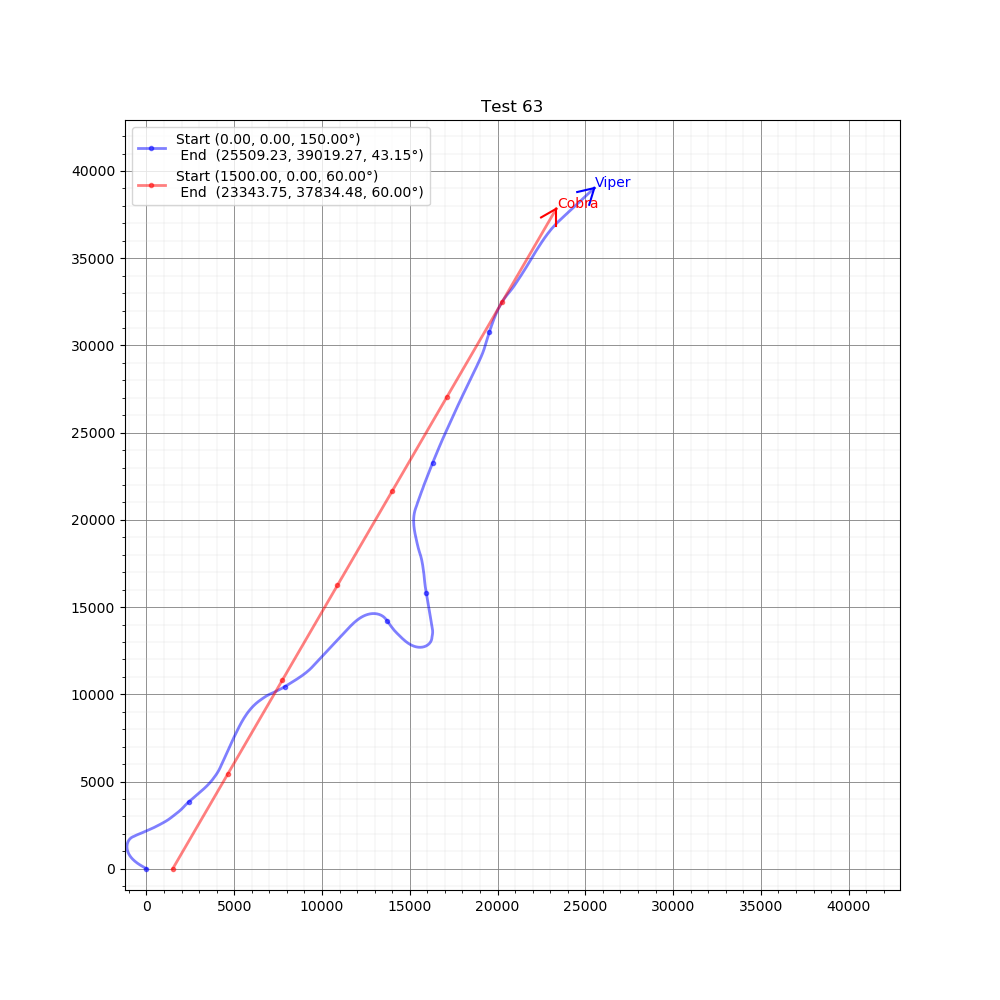 Test 63
Start (0.00, 0.00, 150.00°)
End (25509.23, 39019.27, 43.15°)
Start (1500.00, 0.00, 60.00°)
End (23343.75, 37834.48, 60.00°)
Viper
Cobra
40000
35000
30000
25000
20000
15000
10000
5000
0
0 5000 10000 15000 20000 25000 30000 35000 40000